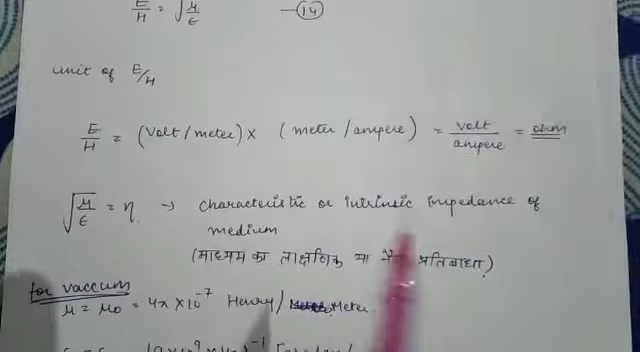 E/H = √μ/ε —(14)
unit of E/H
E/H = (Volt/meter) × (meter/ampere) = volt/ampere = ohm
√μ/ε = η → characteristic or intrinsic impedance of
medium
(माध्यम का लाक्षणिक या प्रतिबाधा)
for vaccum
μ = μ₀ = 4π × 10⁻⁷ Henry/ Meter